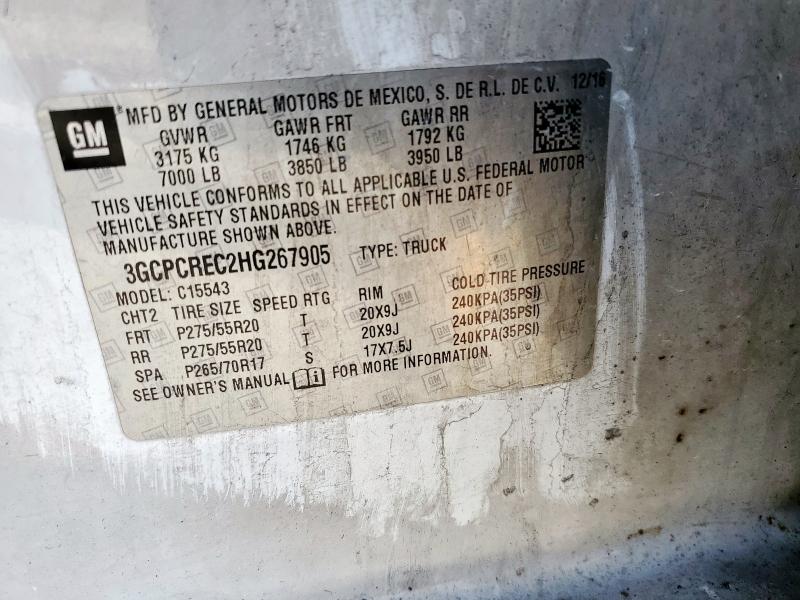 GM
® MFD BY GENERAL MOTORS DE MEXICO, S. DE R.L. DE C.V. 12/16
GVWR GAWR FRT GAWR RR
3175 KG 1746 KG 1792 KG
7000 LB 3850 LB 3950 LB
THIS VEHICLE CONFORMS TO ALL APPLICABLE U.S. FEDERAL MOTOR
VEHICLE SAFETY STANDARDS IN EFFECT ON THE DATE OF
MANUFACTURE SHOWN ABOVE.
3GCPCREC2HG267905 TYPE: TRUCK
MODEL: C15543
CHT2 TIRE SIZE SPEED RTG RIM COLD TIRE PRESSURE
FRT P275/55R20 T 20X9J 240KPA(35PSI)
RR P275/55R20 T 20X9J 240KPA(35PSI)
SPA P265/70R17 S 17X7.5J 240KPA(35PSI)
SEE OWNER'S MANUAL FOR MORE INFORMATION.